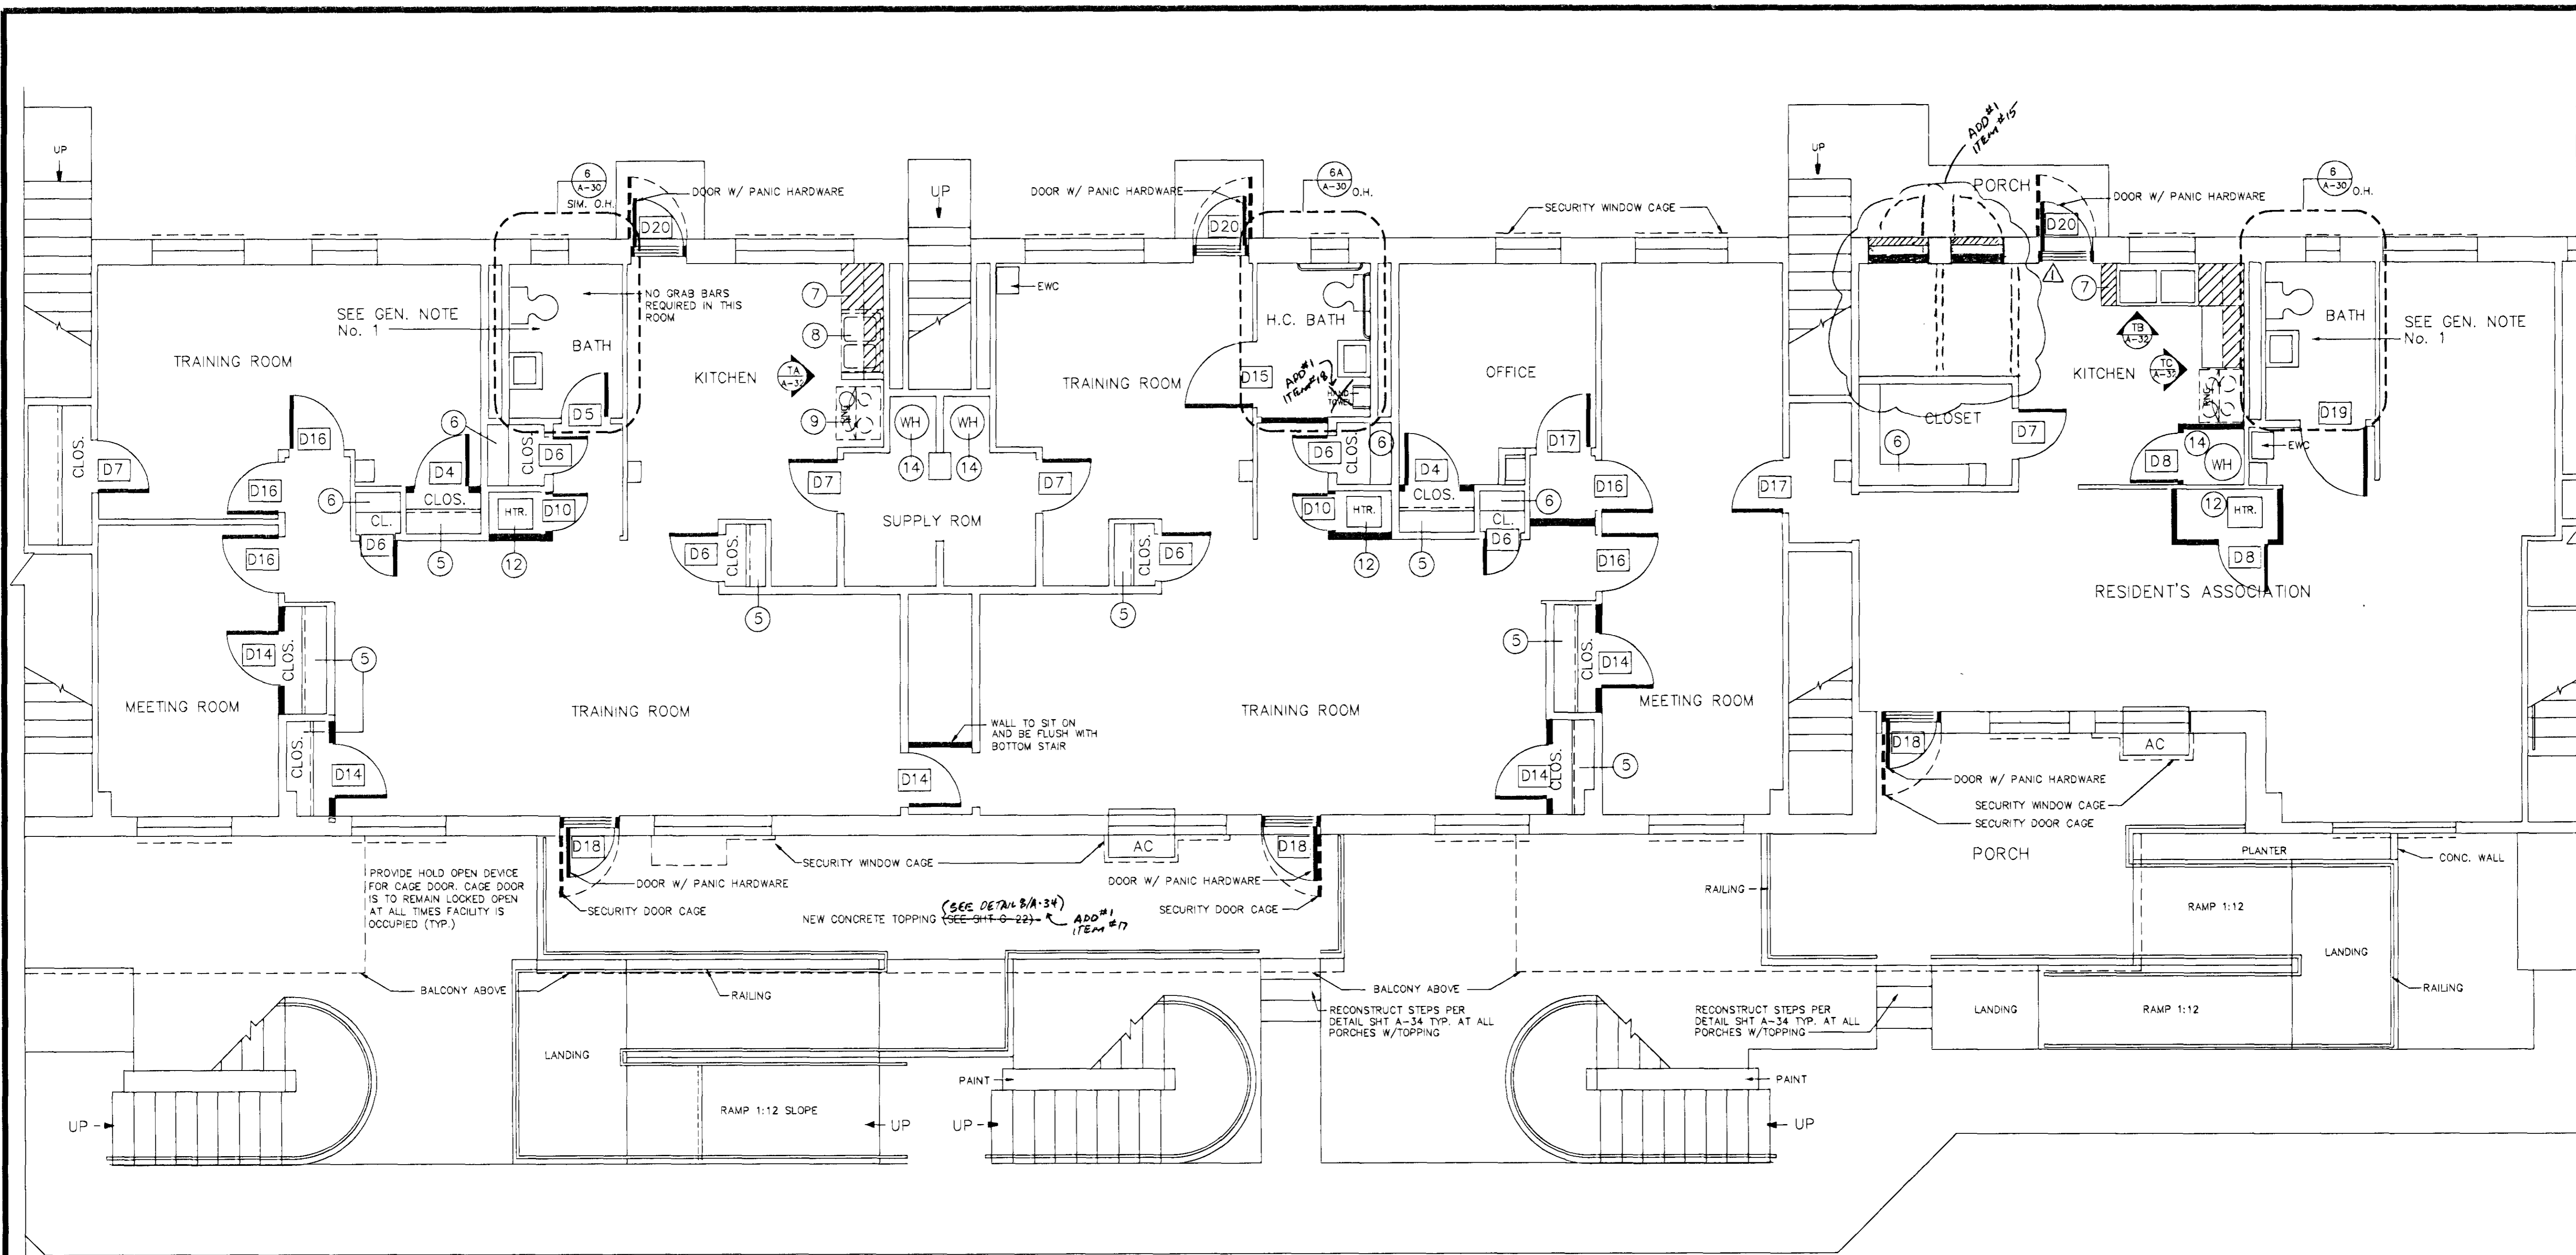 ADD #1
ITEM #15
UP
6
A-30
SIM. O.H.
DOOR W/ PANIC HARDWARE
D20
UP
DOOR W/ PANIC HARDWARE
D20
6A
A-30
O.H.
SECURITY WINDOW CAGE
UP
PORCH
D20
DOOR W/ PANIC HARDWARE
6
A-30
O.H.
TRAINING ROOM
SEE GEN. NOTE
No. 1
NO GRAB BARS
REQUIRED IN THIS
ROOM
BATH
D5
KITCHEN
TA
A-32
7
8
9
RNG.
WH
WH
14
14
EWC
TRAINING ROOM
D15
H.C. BATH
ADD #1
ITEM #18
HAND
TOWEL
OFFICE
1
7
TB
A-32
TC
A-32
KITCHEN
RNG.
BATH
SEE GEN. NOTE
No. 1
D19
CLOSET
6
D7
D8
14
WH
EWC
12
HTR.
D8
RESIDENT'S ASSOCIATION
CLOS.
D7
D16
D16
D16
6
D4
CLOS.
6
CL.
D6
5
CLOS.
D6
HTR.
D10
12
D7
SUPPLY ROM
D7
D6
CLOS.
5
CLOS.
D6
5
D6
CLOS.
6
D10
HTR.
12
D4
CLOS.
5
CL.
6
D6
D17
D16
D16
D17
MEETING ROOM
D14
CLOS.
5
CLOS.
D14
TRAINING ROOM
WALL TO SIT ON
AND BE FLUSH WITH
BOTTOM STAIR
D14
TRAINING ROOM
5
CLOS.
D14
MEETING ROOM
D14
CLOS.
5
D18
AC
DOOR W/ PANIC HARDWARE
SECURITY WINDOW CAGE
SECURITY DOOR CAGE
PORCH
PLANTER
CONC. WALL
PROVIDE HOLD OPEN DEVICE
FOR CAGE DOOR. CAGE DOOR
IS TO REMAIN LOCKED OPEN
AT ALL TIMES FACILITY IS
OCCUPIED (TYP.)
D18
DOOR W/ PANIC HARDWARE
SECURITY DOOR CAGE
SECURITY WINDOW CAGE
AC
D18
DOOR W/ PANIC HARDWARE
SECURITY DOOR CAGE
(SEE DETAIL 8/A-34)
NEW CONCRETE TOPPING (SEE SHT G-22)
ADD #1
ITEM #17
RAILING
RAMP 1:12
LANDING
RAILING
BALCONY ABOVE
RAILING
BALCONY ABOVE
RECONSTRUCT STEPS PER
DETAIL SHT A-34 TYP. AT ALL
PORCHES W/TOPPING
RECONSTRUCT STEPS PER
DETAIL SHT A-34 TYP. AT ALL
PORCHES W/TOPPING
LANDING
RAMP 1:12
LANDING
PAINT
PAINT
RAMP 1:12 SLOPE
UP
UP
UP
UP